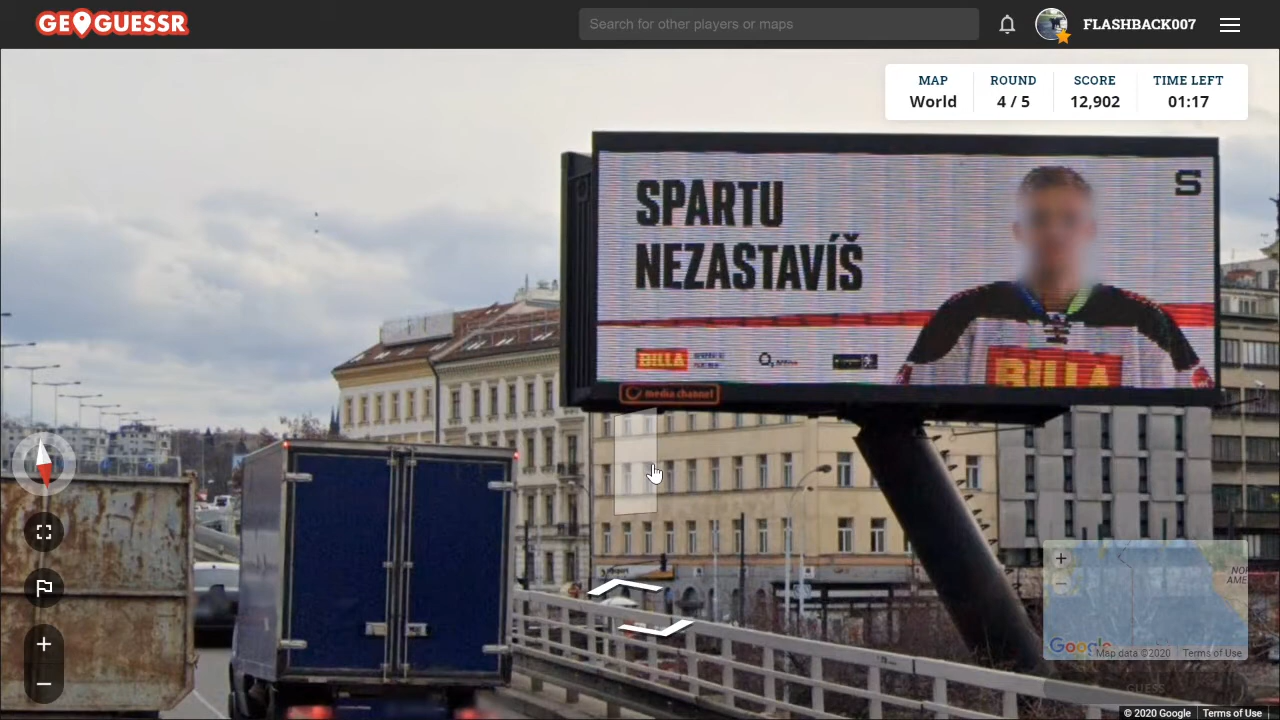 GEOGUESSR
Search for other players or maps
FLASHBACK007
MAP
ROUND
SCORE
TIME LEFT
World
4 / 5
12,902
01:17
SPARTU
NEZASTAVÍŠ
S
BILLA
O2
BILLA
media channel
Google
Map data ©2020
Terms of Use
GUESS
© 2020 Google
Terms of Use